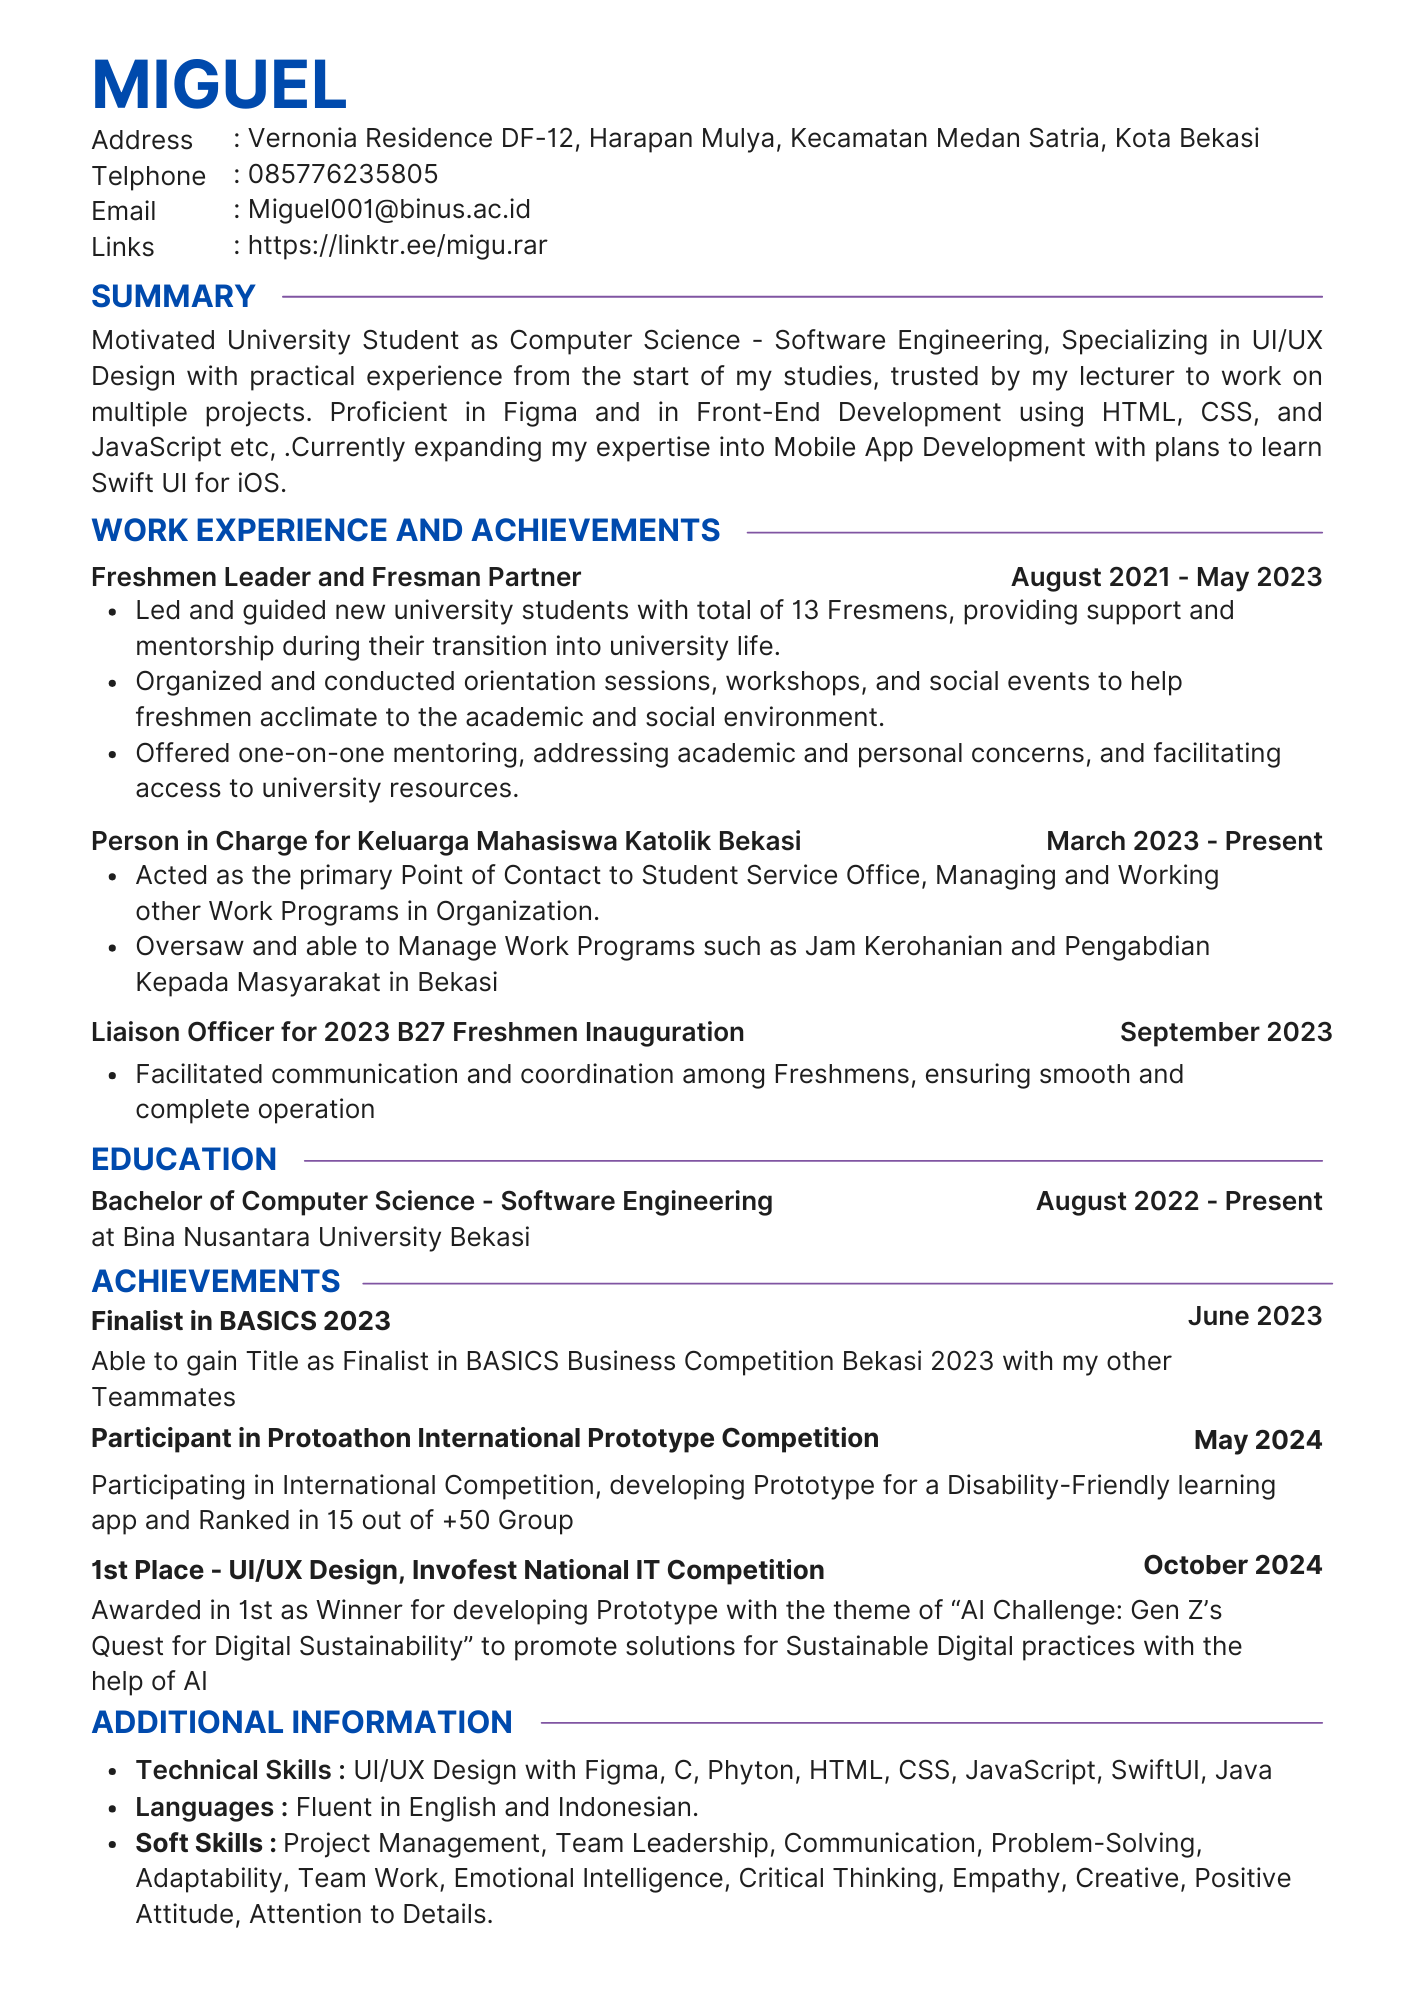 MIGUEL
Address : Vernonia Residence DF-12, Harapan Mulya, Kecamatan Medan Satria, Kota Bekasi
Telphone : 085776235805
Email : Miguel001@binus.ac.id
Links : https://linktr.ee/migu.rar
SUMMARY
Motivated University Student as Computer Science - Software Engineering, Specializing in UI/UX
Design with practical experience from the start of my studies, trusted by my lecturer to work on
multiple projects. Proficient in Figma and in Front-End Development using HTML, CSS, and
JavaScript etc, .Currently expanding my expertise into Mobile App Development with plans to learn
Swift UI for iOS.
WORK EXPERIENCE AND ACHIEVEMENTS
Freshmen Leader and Fresman Partner August 2021 - May 2023
• Led and guided new university students with total of 13 Fresmens, providing support and
mentorship during their transition into university life.
• Organized and conducted orientation sessions, workshops, and social events to help
freshmen acclimate to the academic and social environment.
• Offered one-on-one mentoring, addressing academic and personal concerns, and facilitating
access to university resources.
Person in Charge for Keluarga Mahasiswa Katolik Bekasi March 2023 - Present
• Acted as the primary Point of Contact to Student Service Office, Managing and Working
other Work Programs in Organization.
• Oversaw and able to Manage Work Programs such as Jam Kerohanian and Pengabdian
Kepada Masyarakat in Bekasi
Liaison Officer for 2023 B27 Freshmen Inauguration September 2023
• Facilitated communication and coordination among Freshmens, ensuring smooth and
complete operation
EDUCATION
Bachelor of Computer Science - Software Engineering August 2022 - Present
at Bina Nusantara University Bekasi
ACHIEVEMENTS
Finalist in BASICS 2023 June 2023
Able to gain Title as Finalist in BASICS Business Competition Bekasi 2023 with my other
Teammates
Participant in Protoathon International Prototype Competition May 2024
Participating in International Competition, developing Prototype for a Disability-Friendly learning
app and Ranked in 15 out of +50 Group
1st Place - UI/UX Design, Invofest National IT Competition October 2024
Awarded in 1st as Winner for developing Prototype with the theme of “AI Challenge: Gen Z’s
Quest for Digital Sustainability” to promote solutions for Sustainable Digital practices with the
help of AI
ADDITIONAL INFORMATION
• Technical Skills : UI/UX Design with Figma, C, Phyton, HTML, CSS, JavaScript, SwiftUI, Java
• Languages : Fluent in English and Indonesian.
• Soft Skills : Project Management, Team Leadership, Communication, Problem-Solving,
Adaptability, Team Work, Emotional Intelligence, Critical Thinking, Empathy, Creative, Positive
Attitude, Attention to Details.